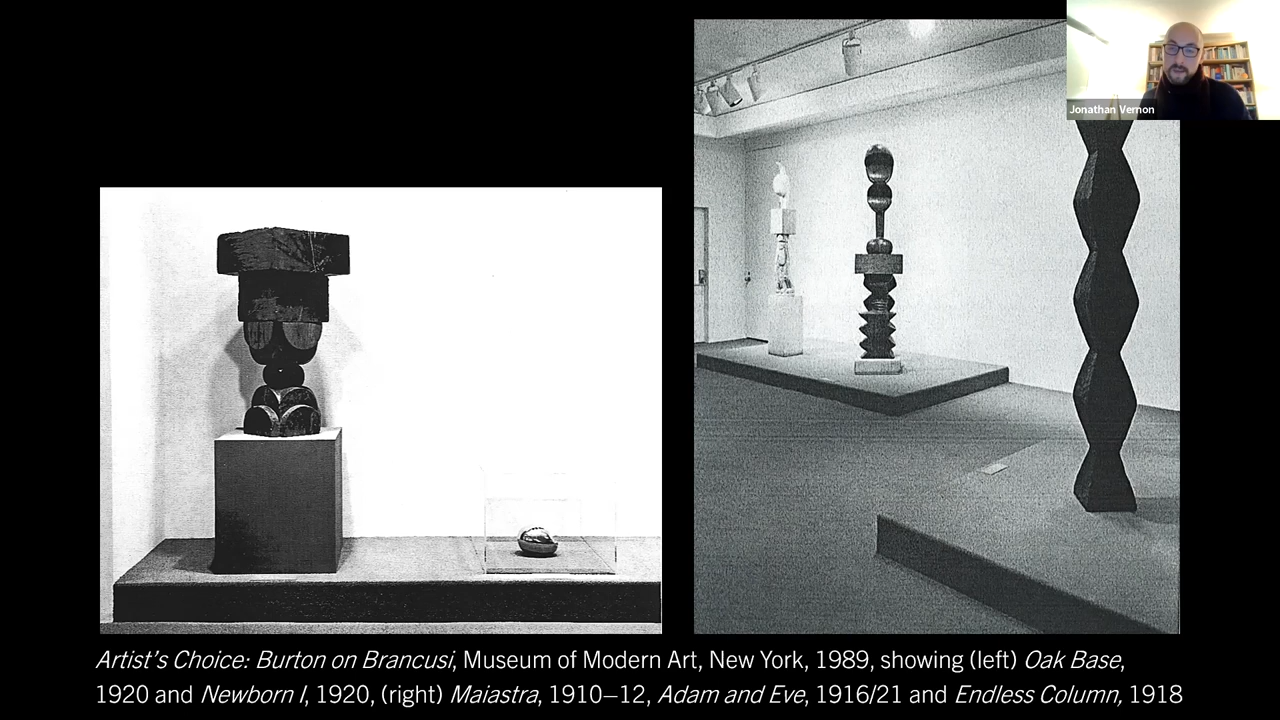 Jonathan Vernon
Artist's Choice: Burton on Brancusi, Museum of Modern Art, New York, 1989, showing (left) Oak Base,
1920 and Newborn I, 1920, (right) Maiastra, 1910–12, Adam and Eve, 1916/21 and Endless Column, 1918